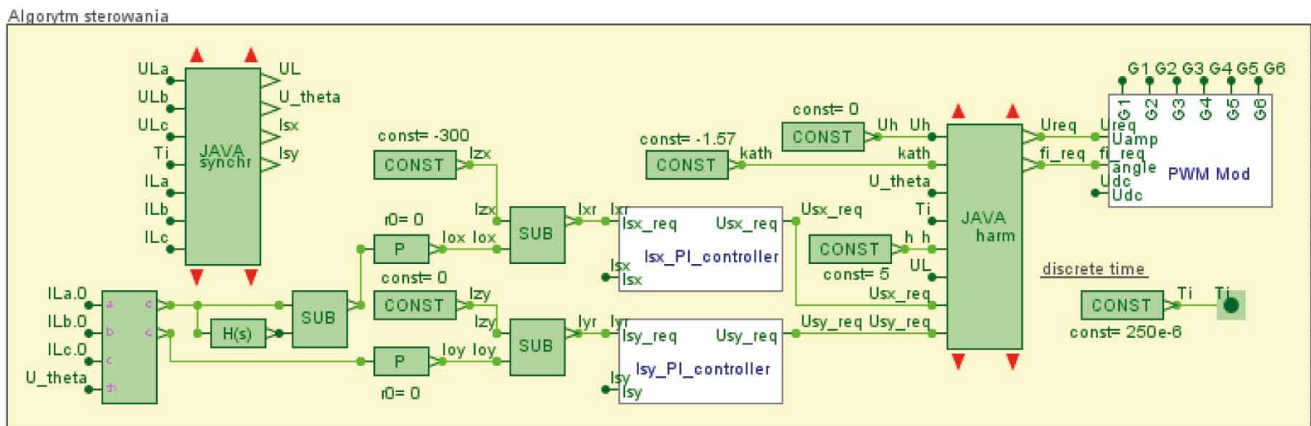 Algorytm sterowania
ULa
ULb
ULc
Ti
ILa
ILb
ILc
JAVA
synchr
UL
U_theta
Isx
Isy
ILa.0
ILb.0
ILc.0
U_theta
a
b
c
th
d
H(s)
SUB
r0= 0
P
Iox Iox
const= -300
CONST
Izx
Izx
SUB
Ixr Ixr
Isx_req
Usx_req
Isx_PI_controller
Isx
Isx
Usx_req
const= 0
CONST
Izy
Izy
P
r0= 0
Ioy Ioy
SUB
Iyr Iyr
Isy_req
Usy_req
Isy_PI_controller
Isy
Isy
const= -1.57
CONST
kath
const= 0
CONST
Uh Uh
kath
U_theta
Ti
CONST
const= 5
h h
UL
Usx_req
Usy_req Usy_req
JAVA
harm
Ureq Ureq
Uamp
fi_req fi_req
angle
Udc
Udc
PWM Mod
G1 G2 G3 G4 G5 G6
G1 G2 G3 G4 G5 G6
discrete time
CONST
const= 250e-6
Ti Ti